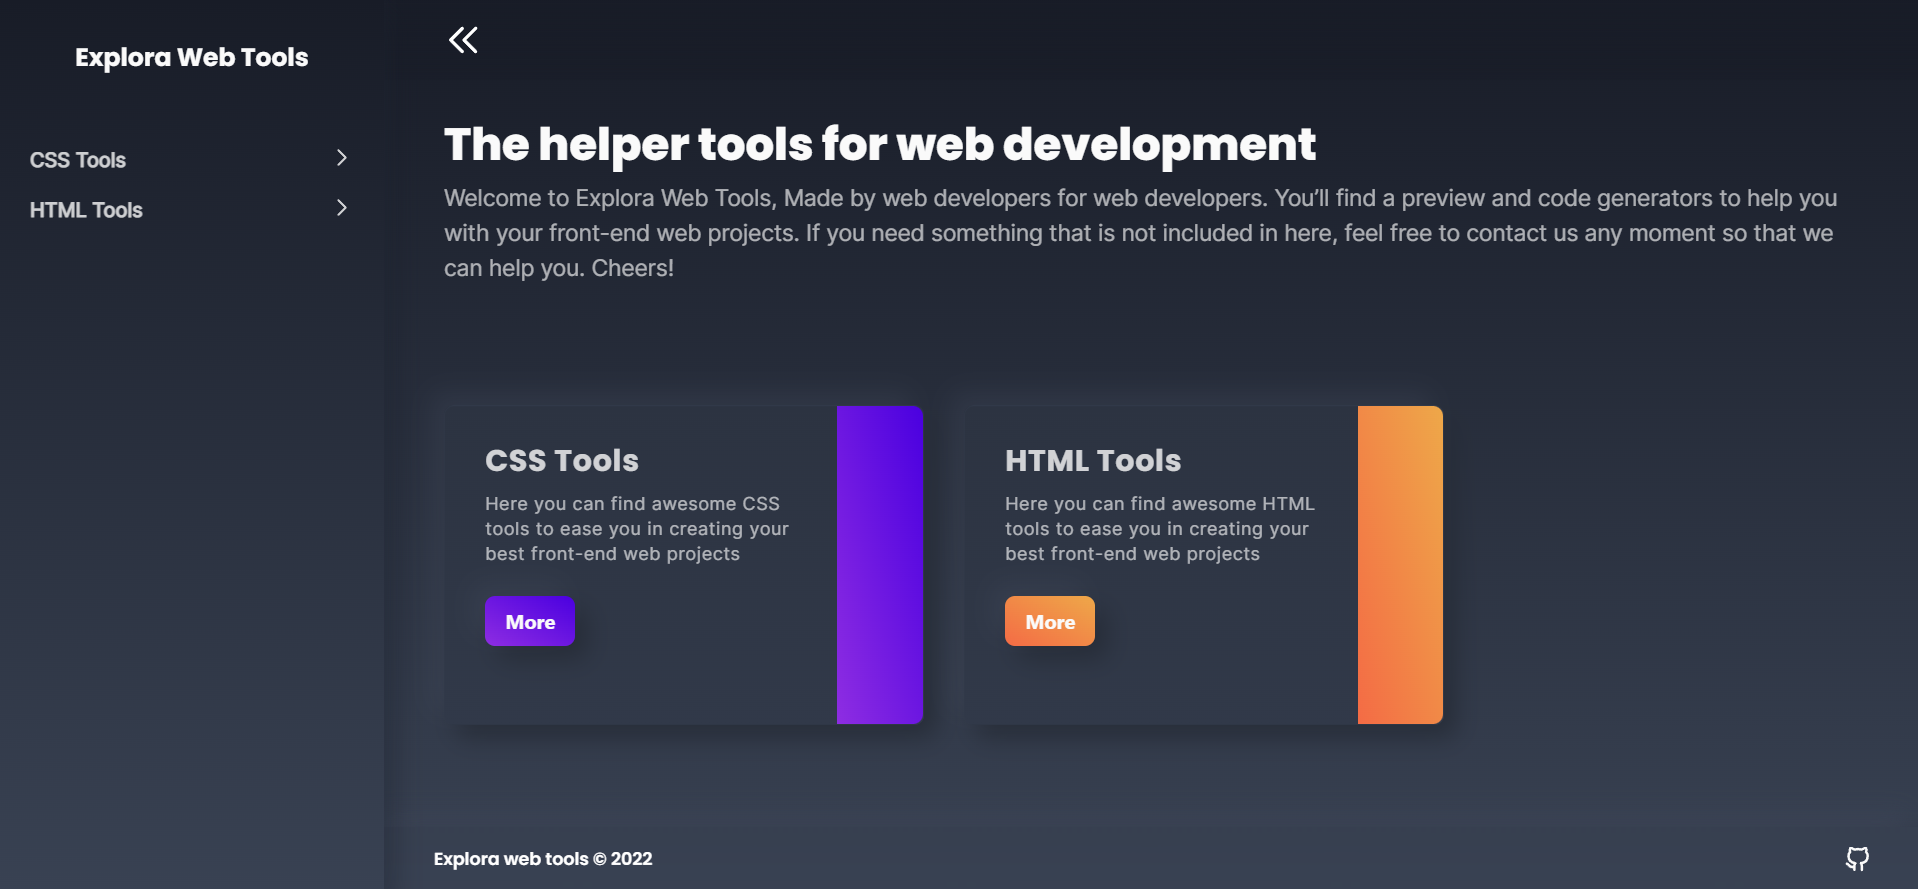 Explora Web Tools
CSS Tools
HTML Tools
The helper tools for web development
Welcome to Explora Web Tools, Made by web developers for web developers. You’ll find a preview and code generators to help you
with your front-end web projects. If you need something that is not included in here, feel free to contact us any moment so that we
can help you. Cheers!
CSS Tools
Here you can find awesome CSS
tools to ease you in creating your
best front-end web projects
More
HTML Tools
Here you can find awesome HTML
tools to ease you in creating your
best front-end web projects
More
Explora web tools © 2022